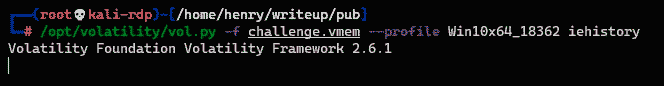 ┌──(root💀kali-rdp)-[/home/henry/writeup/pub]
└─# /opt/volatility/vol.py -f challenge.vmem --profile Win10x64_18362 iehistory
Volatility Foundation Volatility Framework 2.6.1